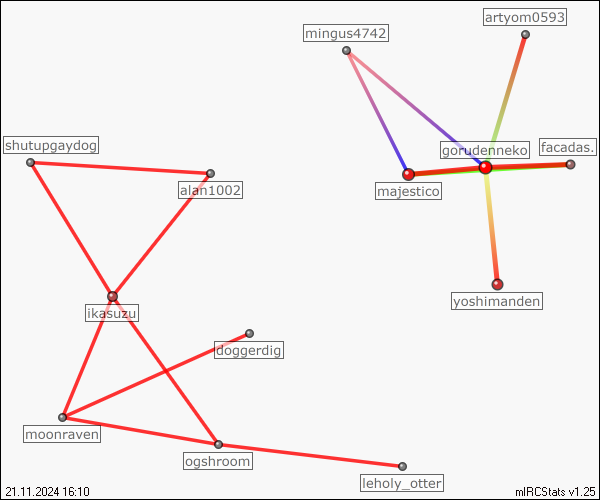 artyom0593
mingus4742
shutupgaydog
gorudenneko
facadas.
alan1002
majestico
yoshimanden
ikasuzu
doggerdig
moonraven
ogshroom
leholy_otter
21.11.2024 16:10
mIRCStats v1.25